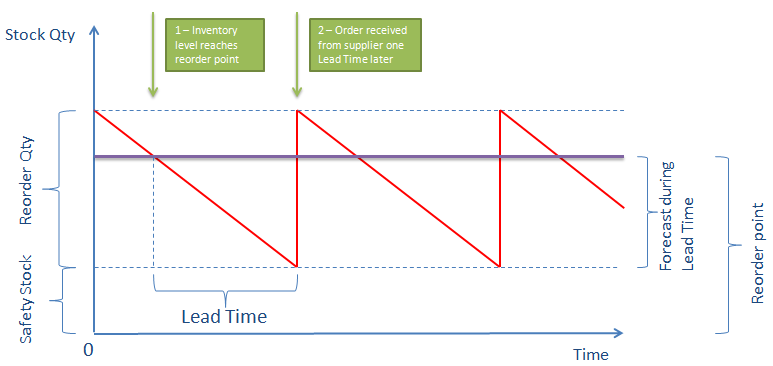 Stock Qty
1 – Inventory
level reaches
reorder point
2 – Order received
from supplier one
Lead Time later
Reorder Qty
Safety Stock
Forecast during
Lead Time
Reorder point
Lead Time
0
Time